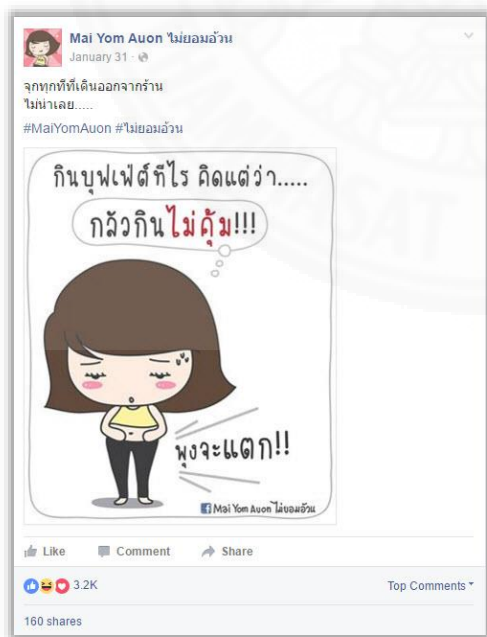 Mai Yom Auon ไม่ยอมอ้วน
January 31
จุกทุกทีที่เดินออกจากร้าน
ไม่น่าเลย.....
#MaiYomAuon #ไม่ยอมอ้วน
กินบุฟเฟ่ต์ทีไร คิดแต่ว่า.....
กลัวกินไม่คุ้ม!!!
พุงจะแตก!!
Mai Yom Auon ไม่ยอมอ้วน
Like Comment Share
3.2K Top Comments
160 shares